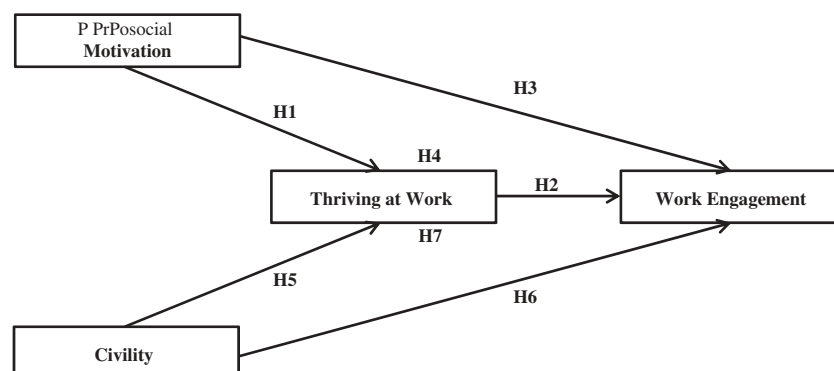 P PrPosocial
Motivation
H3
H1
H4
Thriving at Work
H2
Work Engagement
H7
H5
H6
Civility